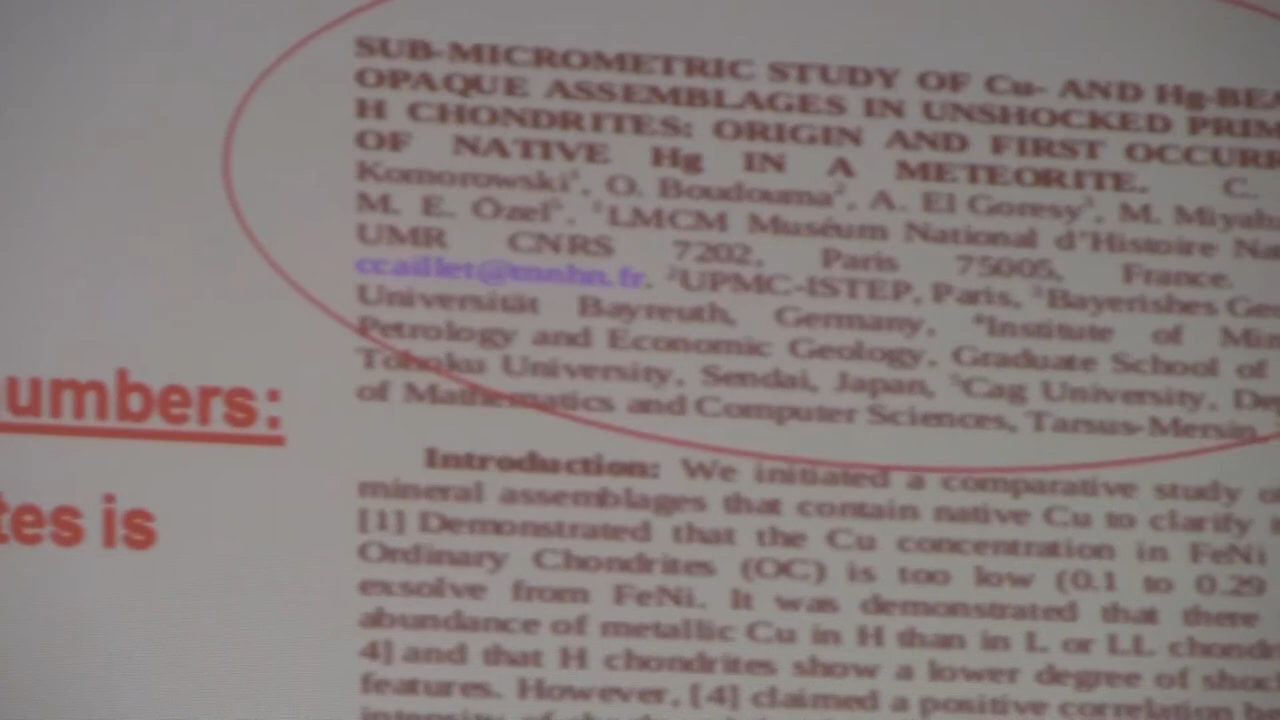 SUB-MICROMETRIC STUDY OF Cu- AND Hg-BEA
OPAQUE ASSEMBLAGES IN UNSHOCKED PRIM
H CHONDRITES: ORIGIN AND FIRST OCCURE
OF NATIVE Hg IN A METEORITE. C.
Komorowski¹, O. Boudouma², A. El Goresy³, M. Miyah
M. E. Özel⁵, ¹LMCM Muséum National d'Histoire Na
UMR CNRS 7202, Paris 75005, France.
ccaillet@mnhn.fr, ²UPMC-ISTEP, Paris, ³Bayerishes Ge
Universität Bayreuth, Germany, ⁴Institute of Min
Petrology and Economic Geology, Graduate School of
Tohoku University, Sendai, Japan, ⁵Cag University, De
of Mathematics and Computer Sciences, Tarsus-Mersin
umbers:
tes is
Introduction: We initiated a comparative study o
mineral assemblages that contain native Cu to clarify
[1] Demonstrated that the Cu concentration in FeNi
Ordinary Chondrites (OC) is too low (0.1 to 0.29
exsolve from FeNi. It was demonstrated that there
abundance of metallic Cu in H than in L or LL chond
4] and that H chondrites show a lower degree of shoc
features. However, [4] claimed a positive correlation be